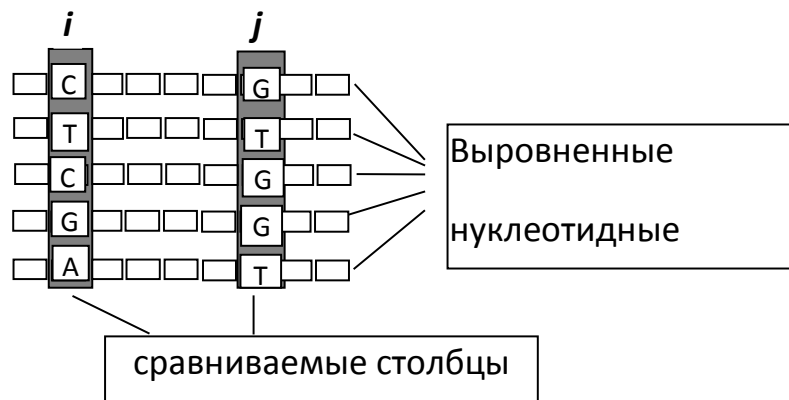 i j
C G
T T
C G
G G
A T
Выровненные
нуклеотидные
сравниваемые столбцы